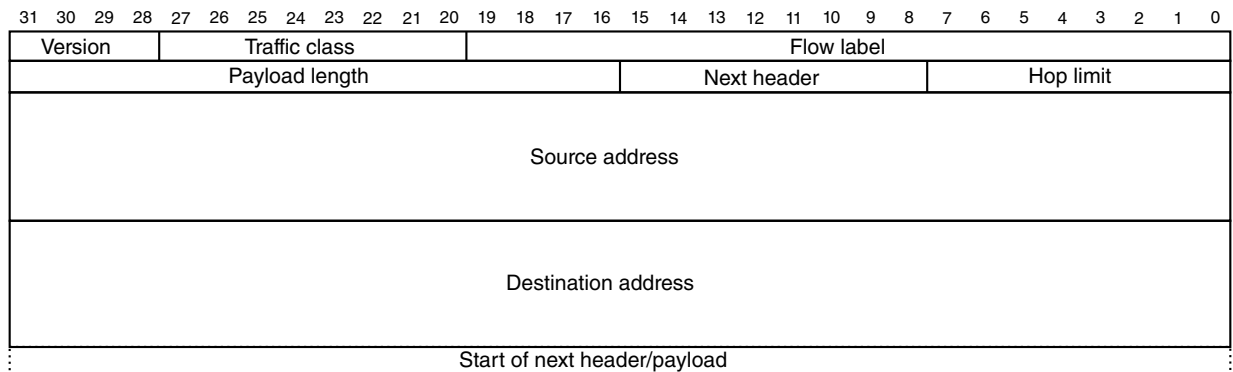 31 30 29 28 27 26 25 24 23 22 21 20 19 18 17 16 15 14 13 12 11 10 9 8 7 6 5 4 3 2 1 0
Version Traffic class Flow label
Payload length Next header Hop limit
Source address
Destination address
Start of next header/payload